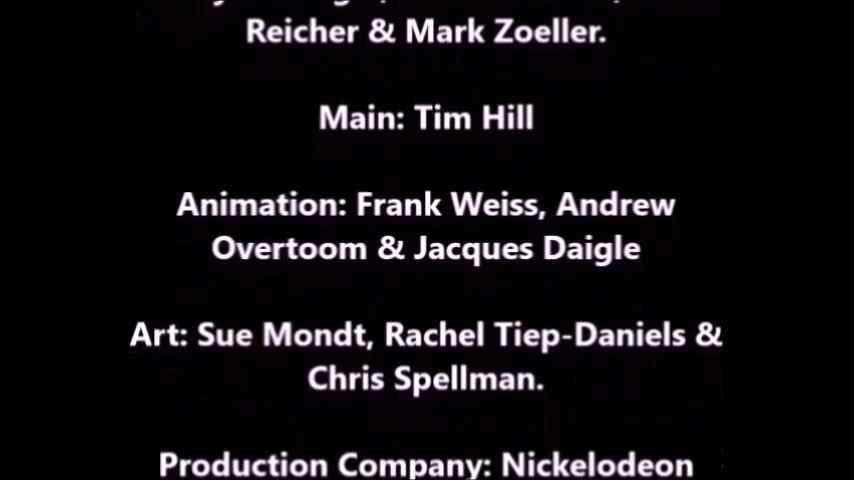 Reicher & Mark Zoeller.
Main: Tim Hill
Animation: Frank Weiss, Andrew
Overtoom & Jacques Daigle
Art: Sue Mondt, Rachel Tiep-Daniels &
Chris Spellman.
Production Company: Nickelodeon